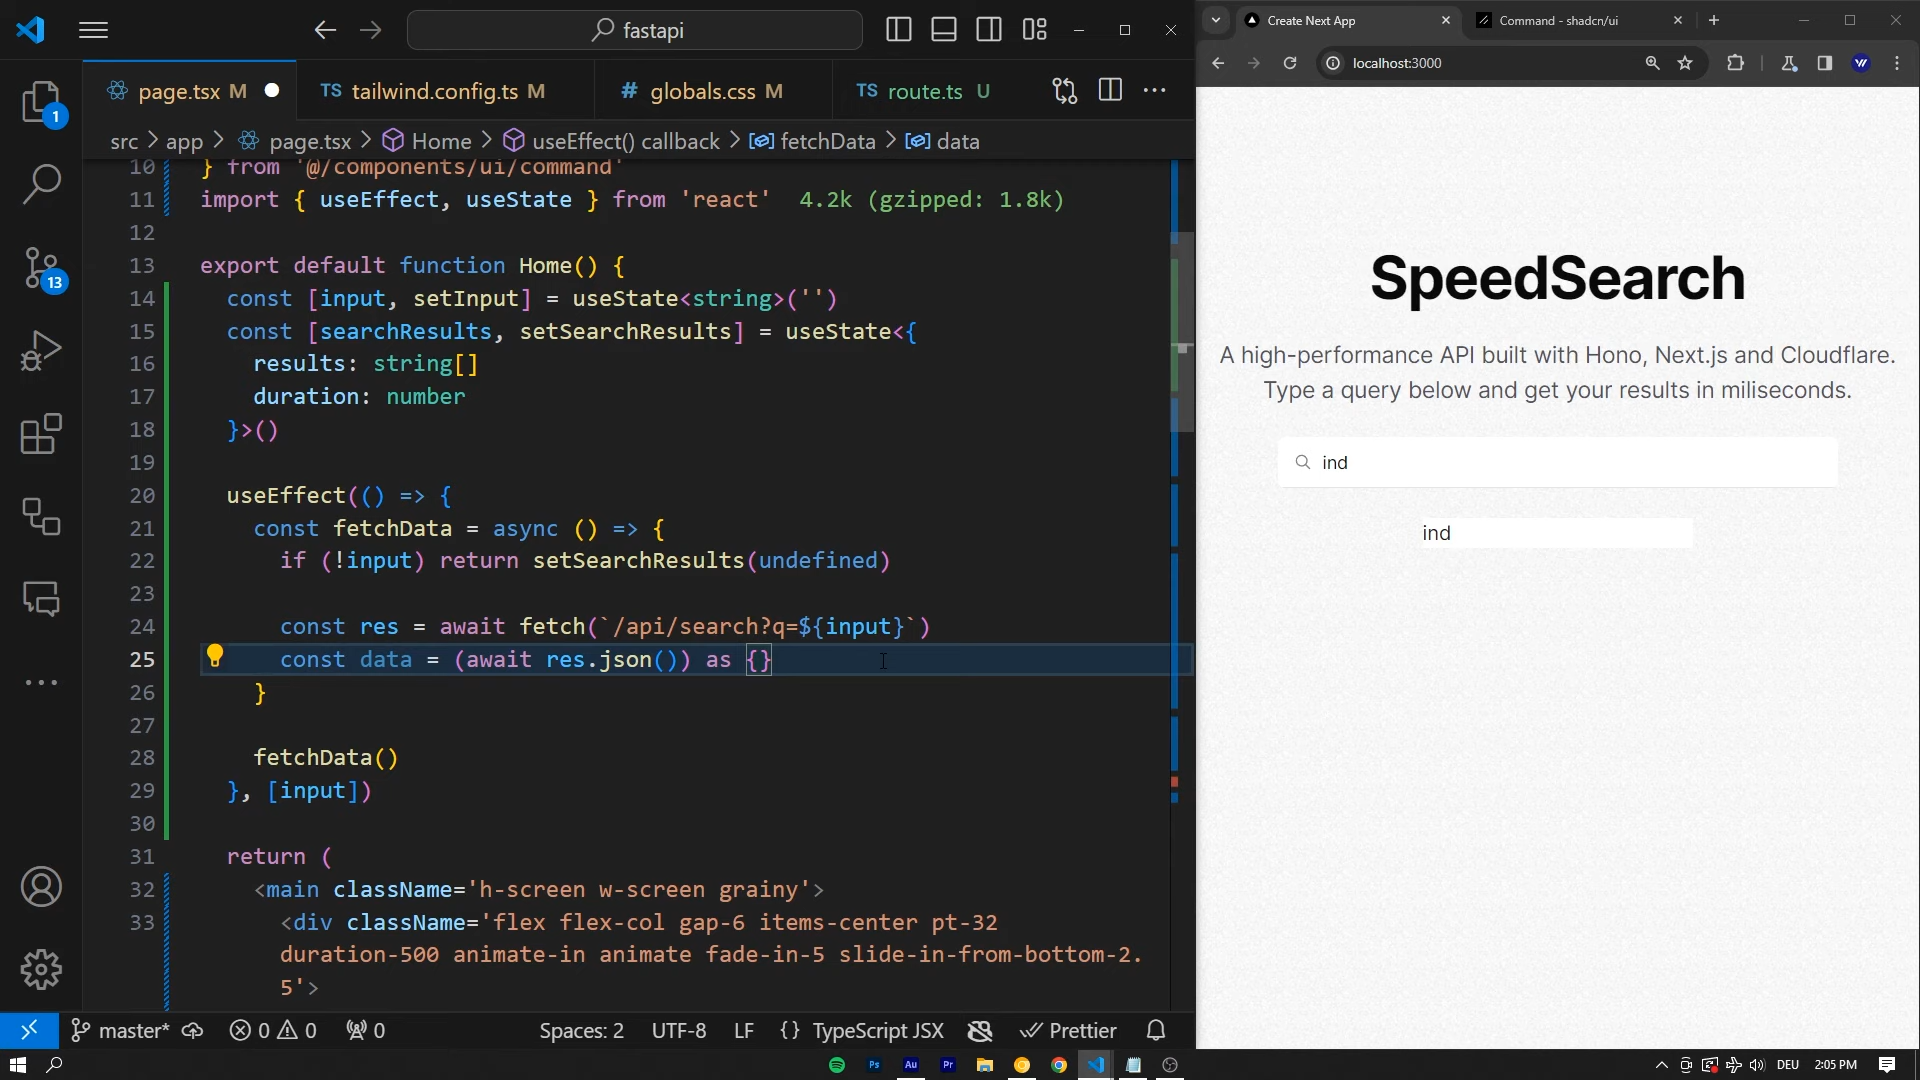 fastapi
page.tsx M
TS tailwind.config.ts M
# globals.css M
TS route.ts U
src > app > page.tsx > Home > useEffect() callback > fetchData > data
10 } from '@/components/ui/command'
11 import { useEffect, useState } from 'react' 4.2k (gzipped: 1.8k)
12
13 export default function Home() {
14 const [input, setInput] = useState<string>('')
15 const [searchResults, setSearchResults] = useState<{
16 results: string[]
17 duration: number
18 }>()
19
20 useEffect(() => {
21 const fetchData = async () => {
22 if (!input) return setSearchResults(undefined)
23
24 const res = await fetch(`/api/search?q=${input}`)
25 const data = (await res.json()) as {}
26 }
27
28 fetchData()
29 }, [input])
30
31 return (
32 <main className='h-screen w-screen grainy'>
33 <div className='flex flex-col gap-6 items-center pt-32
duration-500 animate-in animate fade-in-5 slide-in-from-bottom-2.
5'>
1
13
master* 0 0 0 Spaces: 2 UTF-8 LF {} TypeScript JSX Prettier
Create Next App
Command - shadcn/ui
localhost:3000
SpeedSearch
A high-performance API built with Hono, Next.js and Cloudflare.
Type a query below and get your results in miliseconds.
ind
ind
Ps Au Pr
DEU 2:05 PM